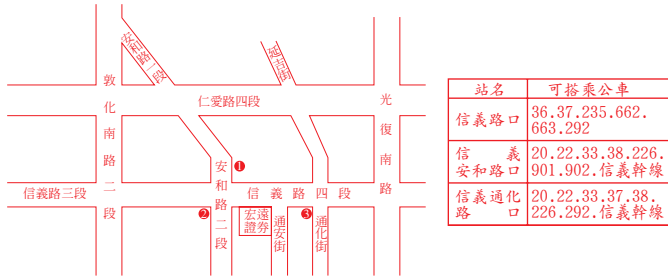 安和路一段
延吉街
敦化南路二段
仁愛路四段
光復南路
❶
安和路二段
信義路三段
信義路四段
❷
宏遠
證券
通安街
❸
通化街
站名 可搭乘公車
信義路口 36.37.235.662.
663.292
信義 20.22.33.38.226.
安和路口 901.902.信義幹線
信義通化 20.22.33.37.38.
路口 226.292.信義幹線